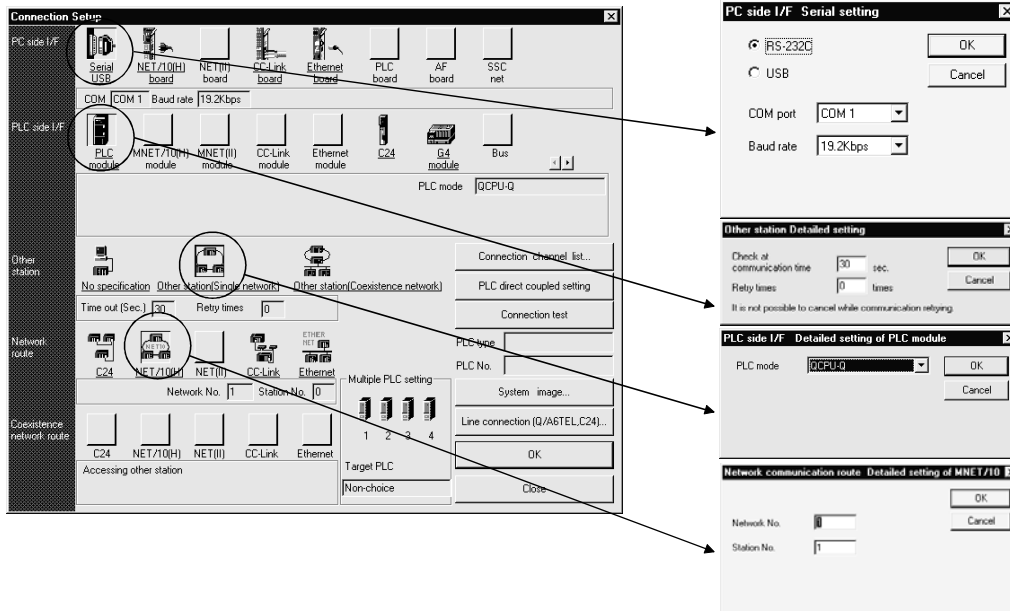 Connection Setup
PC side I/F
Serial USB
NET/10(H) board
NET(II) board
CC-Link board
Ethernet board
PLC board
AF board
SSC net
COM COM 1 Baud rate 19.2Kbps
PLC side I/F
PLC module
MNET/10(H) module
MNET(II) module
CC-Link module
Ethernet module
C24
G4 module
Bus
PLC mode QCPU-Q
Other station
No specification
Other station(Single network)
Other station(Coexistence network)
Time out (Sec.) 30 Retry times 0
Connection channel list...
PLC direct coupled setting
Connection test
PLC type
PLC No.
System image...
Line connection (Q/A6TEL,C24)...
OK
Close
Network route
C24
NET/10(H)
NET10
NET(II)
CC-Link
Ethernet
ETHER NET
Network No. 1 Station No. 0
Multiple PLC setting
1 2 3 4
Target PLC
Non-choice
Coexistence network route
C24
NET/10(H)
NET(II)
CC-Link
Ethernet
Accessing other station
PC side I/F Serial setting
RS-232C
USB
COM port COM 1
Baud rate 19.2Kbps
OK
Cancel
Other station Detailed setting
Check at communication time 30 sec.
Retry times 0 times
It is not possible to cancel while communication retrying.
OK
Cancel
PLC side I/F Detailed setting of PLC module
PLC mode QCPU-Q
OK
Cancel
Network communication route Detailed setting of MNET/10
Network No.
Station No. 1
OK
Cancel